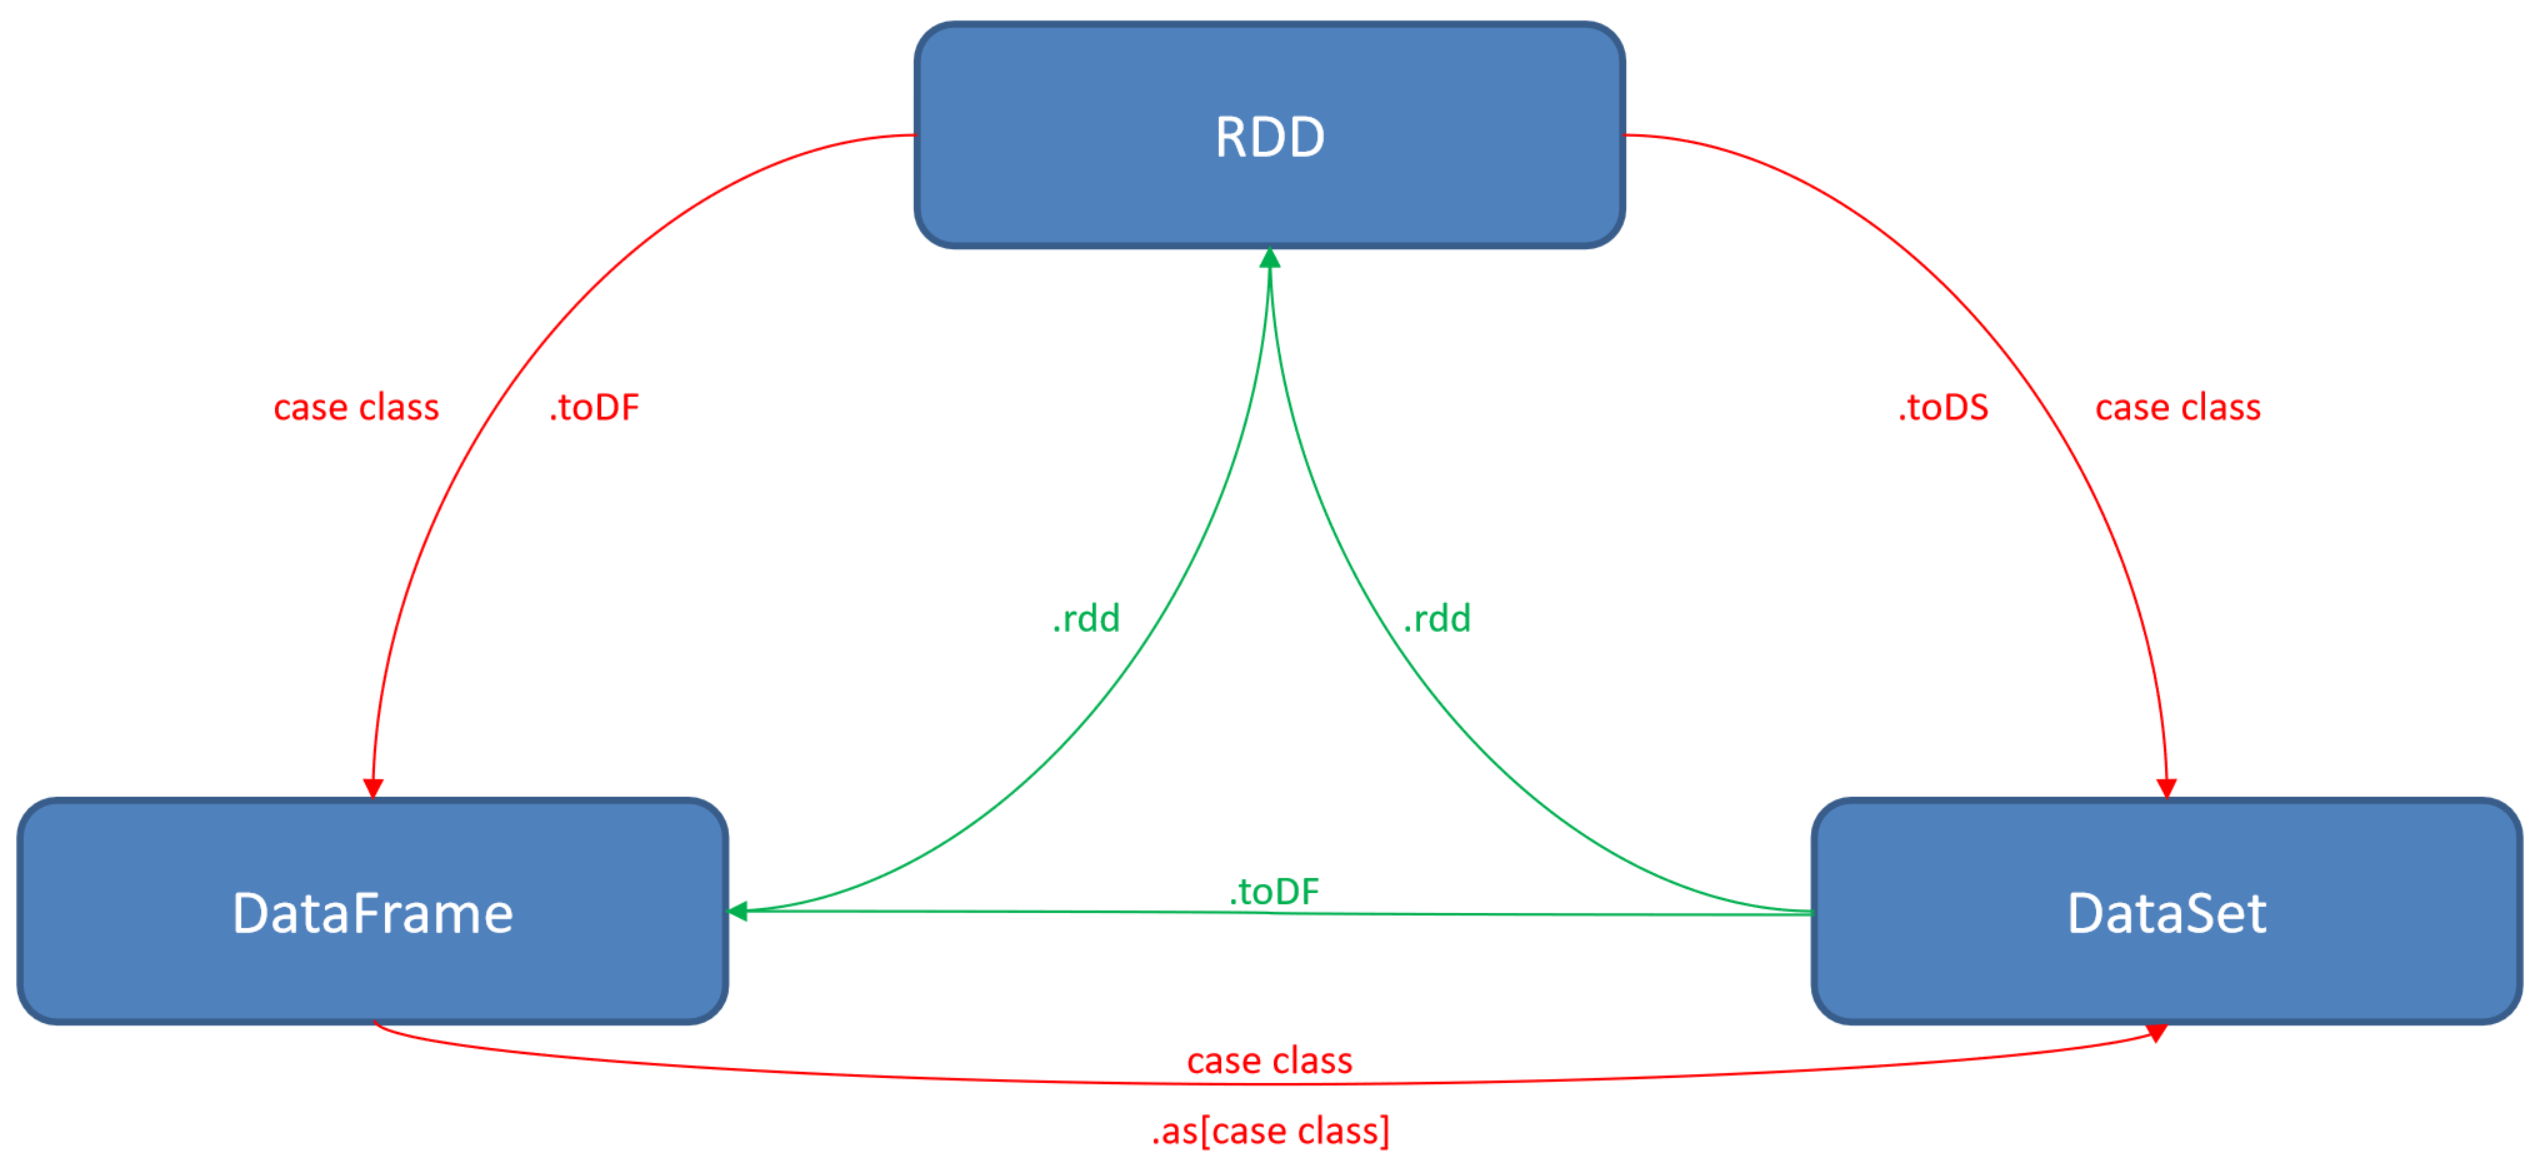 RDD
case class
.toDF
.toDS
case class
.rdd
.rdd
.toDF
DataFrame
DataSet
case class
.as[case class]